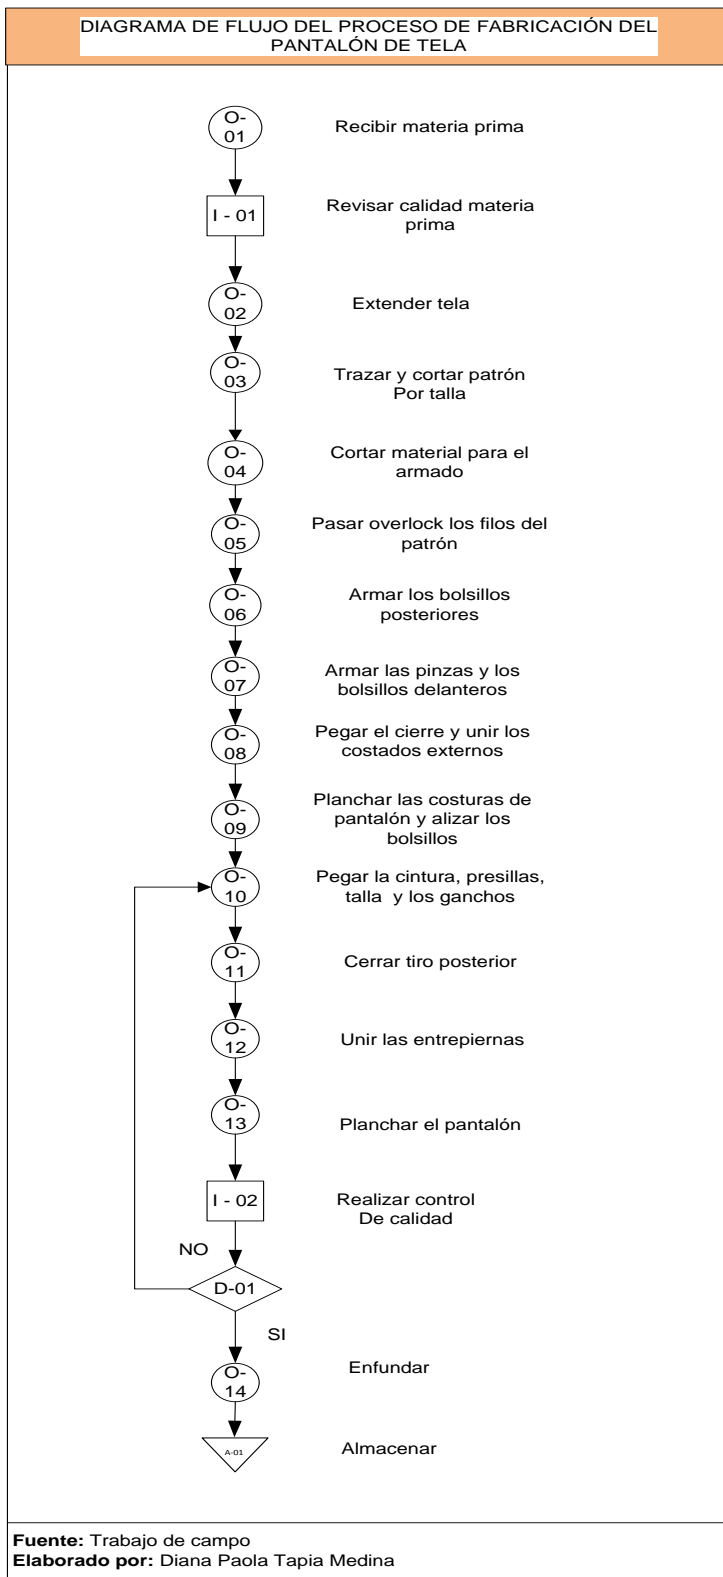 DIAGRAMA DE FLUJO DEL PROCESO DE FABRICACIÓN DEL
PANTALÓN DE TELA
O-
01
Recibir materia prima
I - 01
Revisar calidad materia
prima
O-
02
Extender tela
O-
03
Trazar y cortar patrón
Por talla
O-
04
Cortar material para el
armado
O-
05
Pasar overlock los filos del
patrón
O-
06
Armar los bolsillos
posteriores
O-
07
Armar las pinzas y los
bolsillos delanteros
O-
08
Pegar el cierre y unir los
costados externos
O-
09
Planchar las costuras de
pantalón y alizar los
bolsillos
O-
10
Pegar la cintura, presillas,
talla y los ganchos
O-
11
Cerrar tiro posterior
O-
12
Unir las entrepiernas
O-
13
Planchar el pantalón
I - 02
Realizar control
De calidad
NO
D-01
SI
O-
14
Enfundar
A-01
Almacenar
Fuente: Trabajo de campo
Elaborado por: Diana Paola Tapia Medina